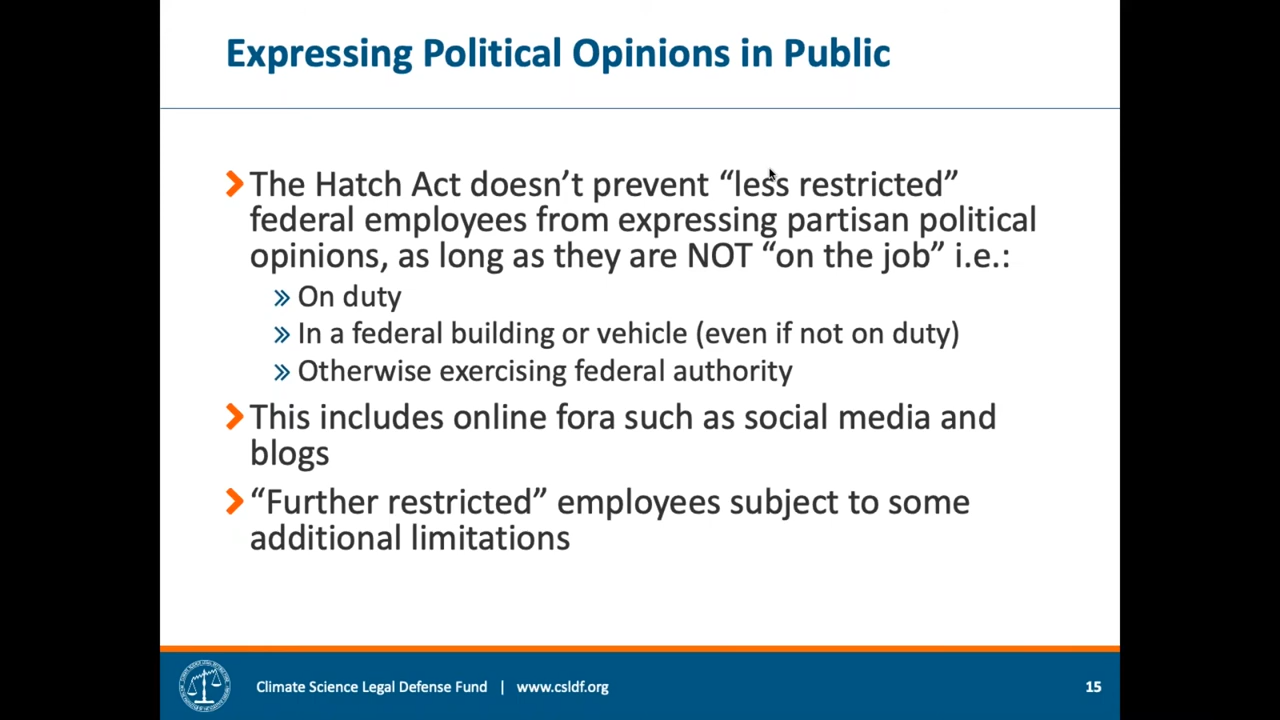 Expressing Political Opinions in Public
The Hatch Act doesn’t prevent “less restricted”
federal employees from expressing partisan political
opinions, as long as they are NOT “on the job” i.e.:
» On duty
» In a federal building or vehicle (even if not on duty)
» Otherwise exercising federal authority
This includes online fora such as social media and
blogs
“Further restricted” employees subject to some
additional limitations
Climate Science Legal Defense Fund | www.csldf.org
15